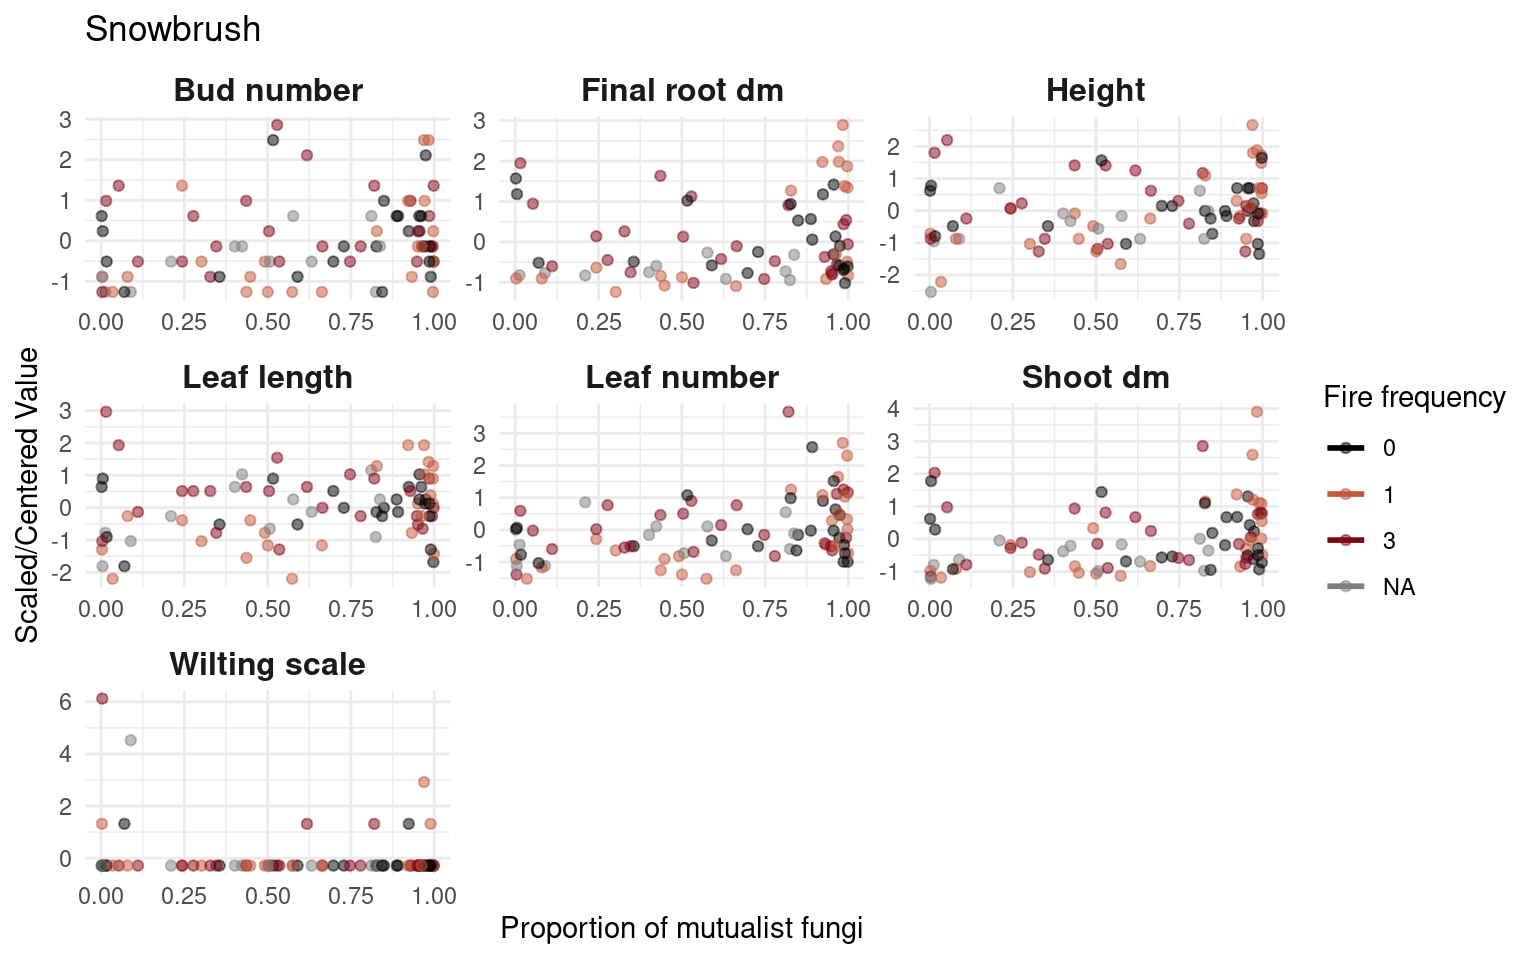 Snowbrush
Bud number
Final root dm
Height
3
2
1
0
-1
3
2
1
0
-1
2
1
0
-1
-2
0.00 0.25 0.50 0.75 1.00
0.00 0.25 0.50 0.75 1.00
0.00 0.25 0.50 0.75 1.00
Scaled/Centered Value
Leaf length
Leaf number
Shoot dm
3
2
1
0
-1
-2
3
2
1
0
-1
4
3
2
1
0
-1
0.00 0.25 0.50 0.75 1.00
0.00 0.25 0.50 0.75 1.00
0.00 0.25 0.50 0.75 1.00
Fire frequency
0
1
3
NA
Wilting scale
6
4
2
0
0.00 0.25 0.50 0.75 1.00
Proportion of mutualist fungi